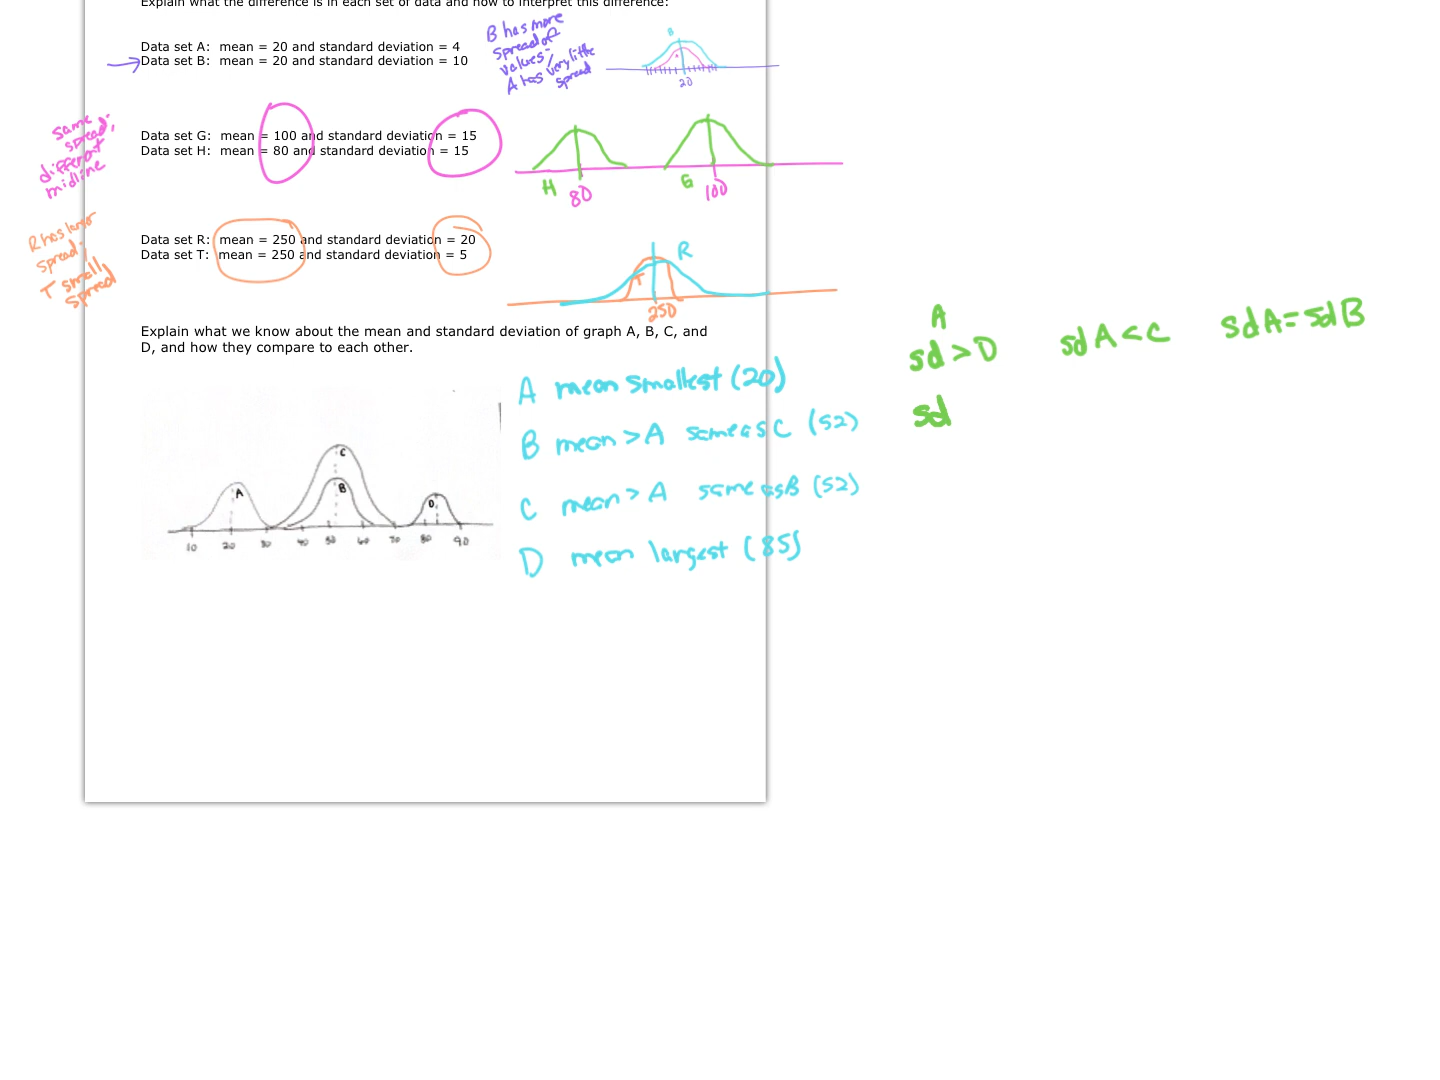 Explain what the difference is in each set of data and how to interpret this difference:
Data set A: mean = 20 and standard deviation = 4
Data set B: mean = 20 and standard deviation = 10
B has more
spread of
values;
A has very little
spread
B
A
20
Data set G: mean = 100 and standard deviation = 15
Data set H: mean = 80 and standard deviation = 15
same
spread;
different
midline
H
80
G
100
Data set R: mean = 250 and standard deviation = 20
Data set T: mean = 250 and standard deviation = 5
R has larger
spread;
T small
spread
T
R
250
Explain what we know about the mean and standard deviation of graph A, B, C, and
D, and how they compare to each other.
A
B
C
D
10 20 30 40 50 60 70 80 90
A mean smallest (20)
B mean > A same as C (52)
C mean > A same as B (52)
D mean largest (85)
A
sd > D
sd A < C
sd A = sd B
sd